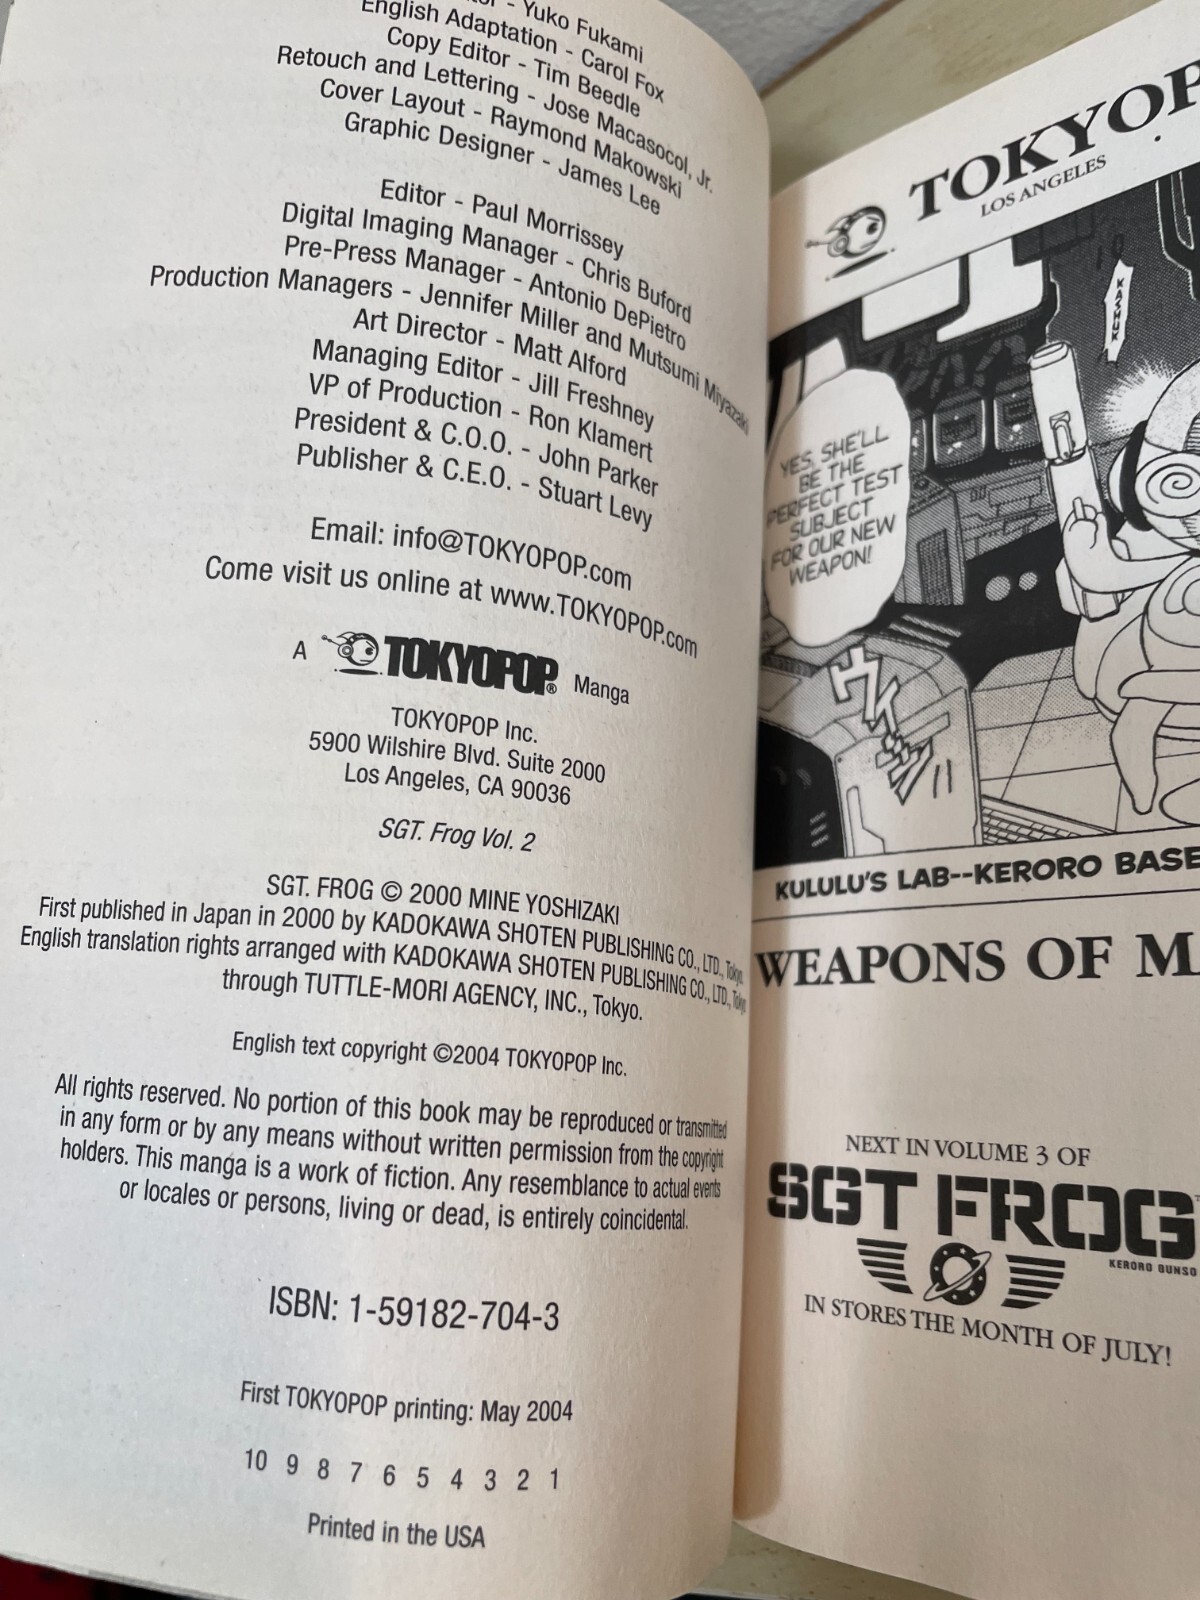 - Yuko Fukami
English Adaptation - Carol Fox
Copy Editor - Tim Beedle
Retouch and Lettering - Jose Macasocol, Jr.
Cover Layout - Raymond Makowski
Graphic Designer - James Lee
Editor - Paul Morrissey
Digital Imaging Manager - Chris Buford
Pre-Press Manager - Antonio DePietro
Production Managers - Jennifer Miller and Mutsumi Miyazaki
Art Director - Matt Alford
Managing Editor - Jill Freshney
VP of Production - Ron Klamert
President & C.O.O. - John Parker
Publisher & C.E.O. - Stuart Levy
Email: info@TOKYOPOP.com
Come visit us online at www.TOKYOPOP.com
A TOKYOPOP® Manga
TOKYOPOP Inc.
5900 Wilshire Blvd. Suite 2000
Los Angeles, CA 90036
SGT. Frog Vol. 2
SGT. FROG © 2000 MINE YOSHIZAKI
First published in Japan in 2000 by KADOKAWA SHOTEN PUBLISHING CO., LTD., Tokyo.
English translation rights arranged with KADOKAWA SHOTEN PUBLISHING CO., LTD., Tokyo
through TUTTLE-MORI AGENCY, INC., Tokyo.
English text copyright ©2004 TOKYOPOP Inc.
All rights reserved. No portion of this book may be reproduced or transmitted
in any form or by any means without written permission from the copyright
holders. This manga is a work of fiction. Any resemblance to actual events
or locales or persons, living or dead, is entirely coincidental.
ISBN: 1-59182-704-3
First TOKYOPOP printing: May 2004
10 9 8 7 6 5 4 3 2 1
Printed in the USA
TOKYOP
LOS ANGELES
YES, SHE'LL
BE THE
PERFECT TEST
SUBJECT
FOR OUR NEW
WEAPON!
ウィィッ
KULULU'S LAB--KERORO BASE
WEAPONS OF MA
NEXT IN VOLUME 3 OF
SGT FROG
KERORO GUNSO
IN STORES THE MONTH OF JULY!